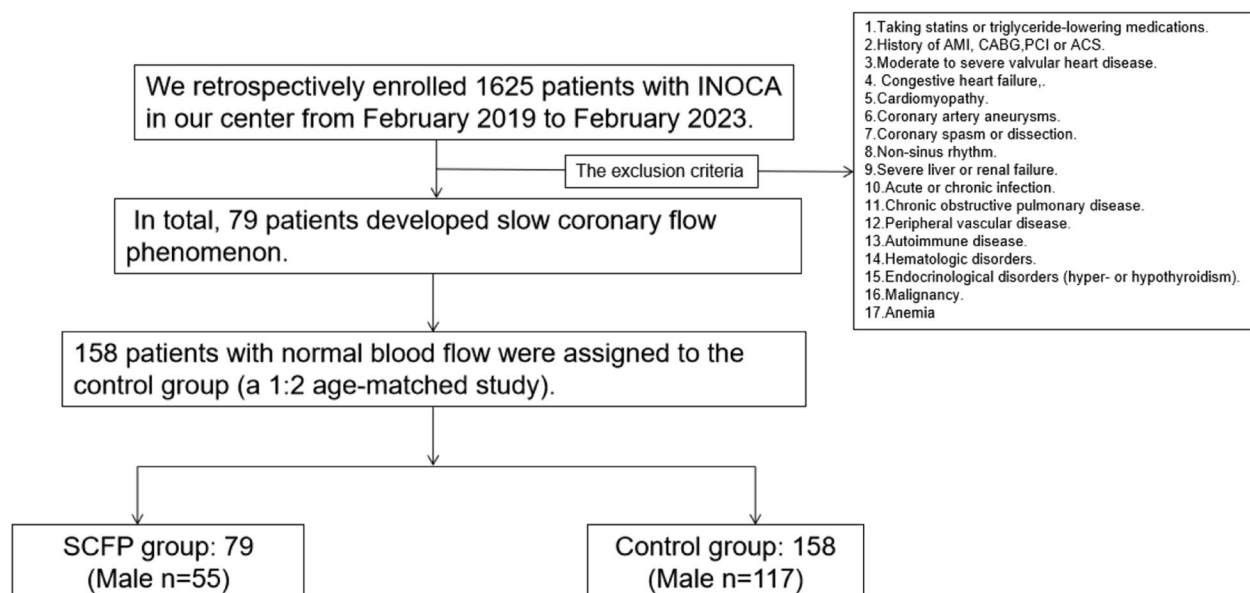 We retrospectively enrolled 1625 patients with INOCA
in our center from February 2019 to February 2023.
The exclusion criteria
1.Taking statins or triglyceride-lowering medications.
2.History of AMI, CABG,PCI or ACS.
3.Moderate to severe valvular heart disease.
4. Congestive heart failure,.
5.Cardiomyopathy.
6.Coronary artery aneurysms.
7.Coronary spasm or dissection.
8.Non-sinus rhythm.
9.Severe liver or renal failure.
10.Acute or chronic infection.
11.Chronic obstructive pulmonary disease.
12.Peripheral vascular disease.
13.Autoimmune disease.
14.Hematologic disorders.
15.Endocrinological disorders (hyper- or hypothyroidism).
16.Malignancy.
17.Anemia
In total, 79 patients developed slow coronary flow
phenomenon.
158 patients with normal blood flow were assigned to the
control group (a 1:2 age-matched study).
SCFP group: 79
(Male n=55)
Control group: 158
(Male n=117)